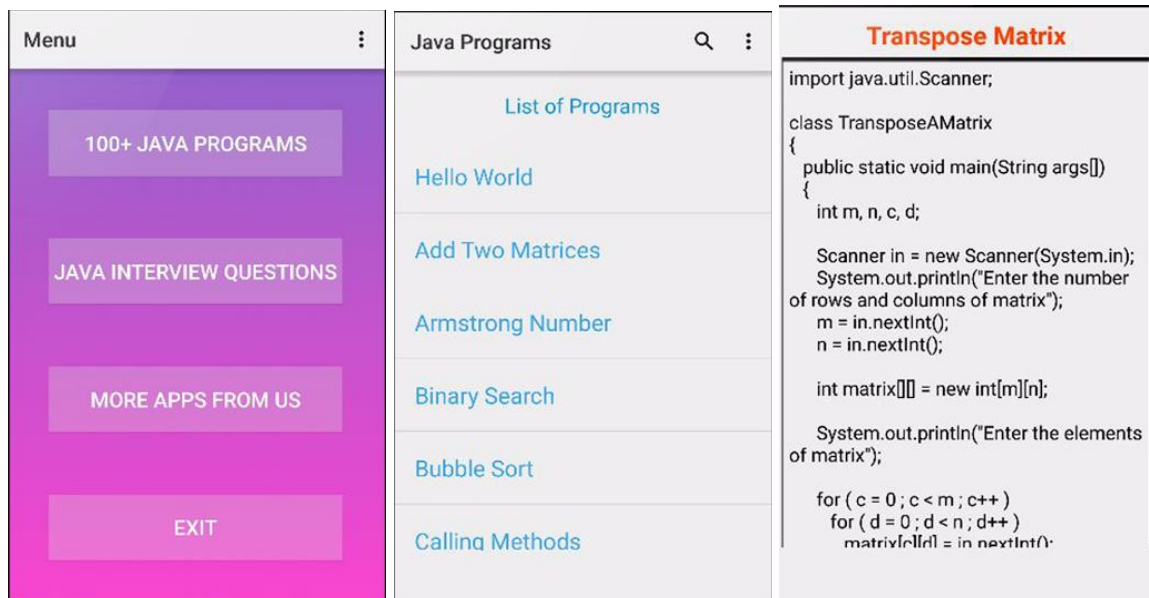 Menu
100+ JAVA PROGRAMS
JAVA INTERVIEW QUESTIONS
MORE APPS FROM US
EXIT
Java Programs
List of Programs
Hello World
Add Two Matrices
Armstrong Number
Binary Search
Bubble Sort
Calling Methods
Transpose Matrix
import java.util.Scanner;
class TransposeAMatrix
{
public static void main(String args[])
{
int m, n, c, d;
Scanner in = new Scanner(System.in);
System.out.println("Enter the number
of rows and columns of matrix");
m = in.nextInt();
n = in.nextInt();
int matrix[][] = new int[m][n];
System.out.println("Enter the elements
of matrix");
for ( c = 0 ; c < m ; c++ )
for ( d = 0 ; d < n ; d++ )
matrix[c][d] = in.nextInt();